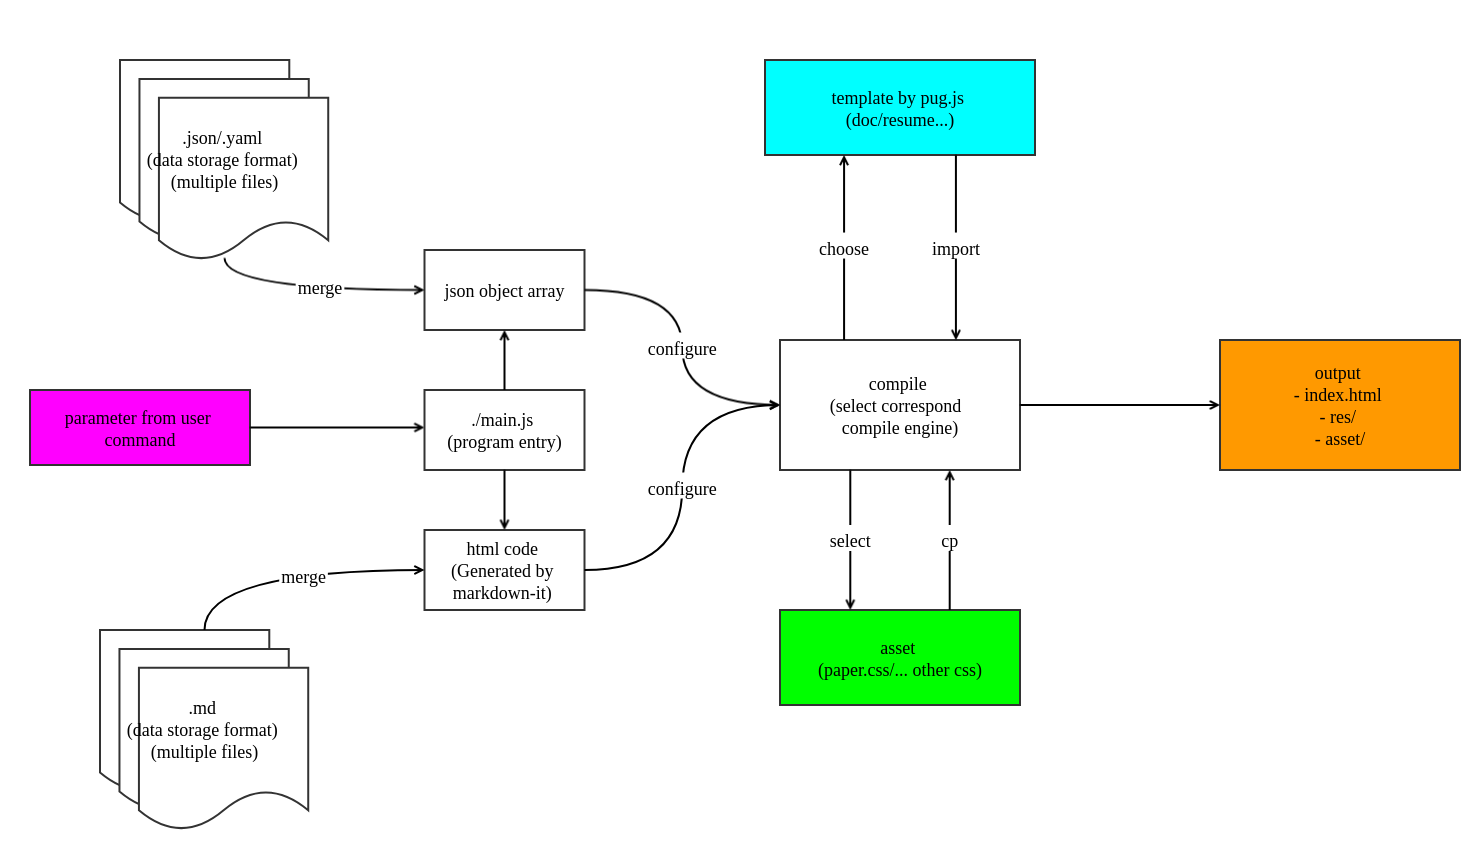 .json/.yaml
(data storage format)
(multiple files)
merge
json object array
parameter from user
command
./main.js
(program entry)
merge
html code
(Generated by
markdown-it)
.md
(data storage format)
(multiple files)
configure
configure
template by pug.js
(doc/resume...)
choose
import
compile
(select correspond
compile engine)
select
cp
asset
(paper.css/... other css)
output
- index.html
- res/
- asset/